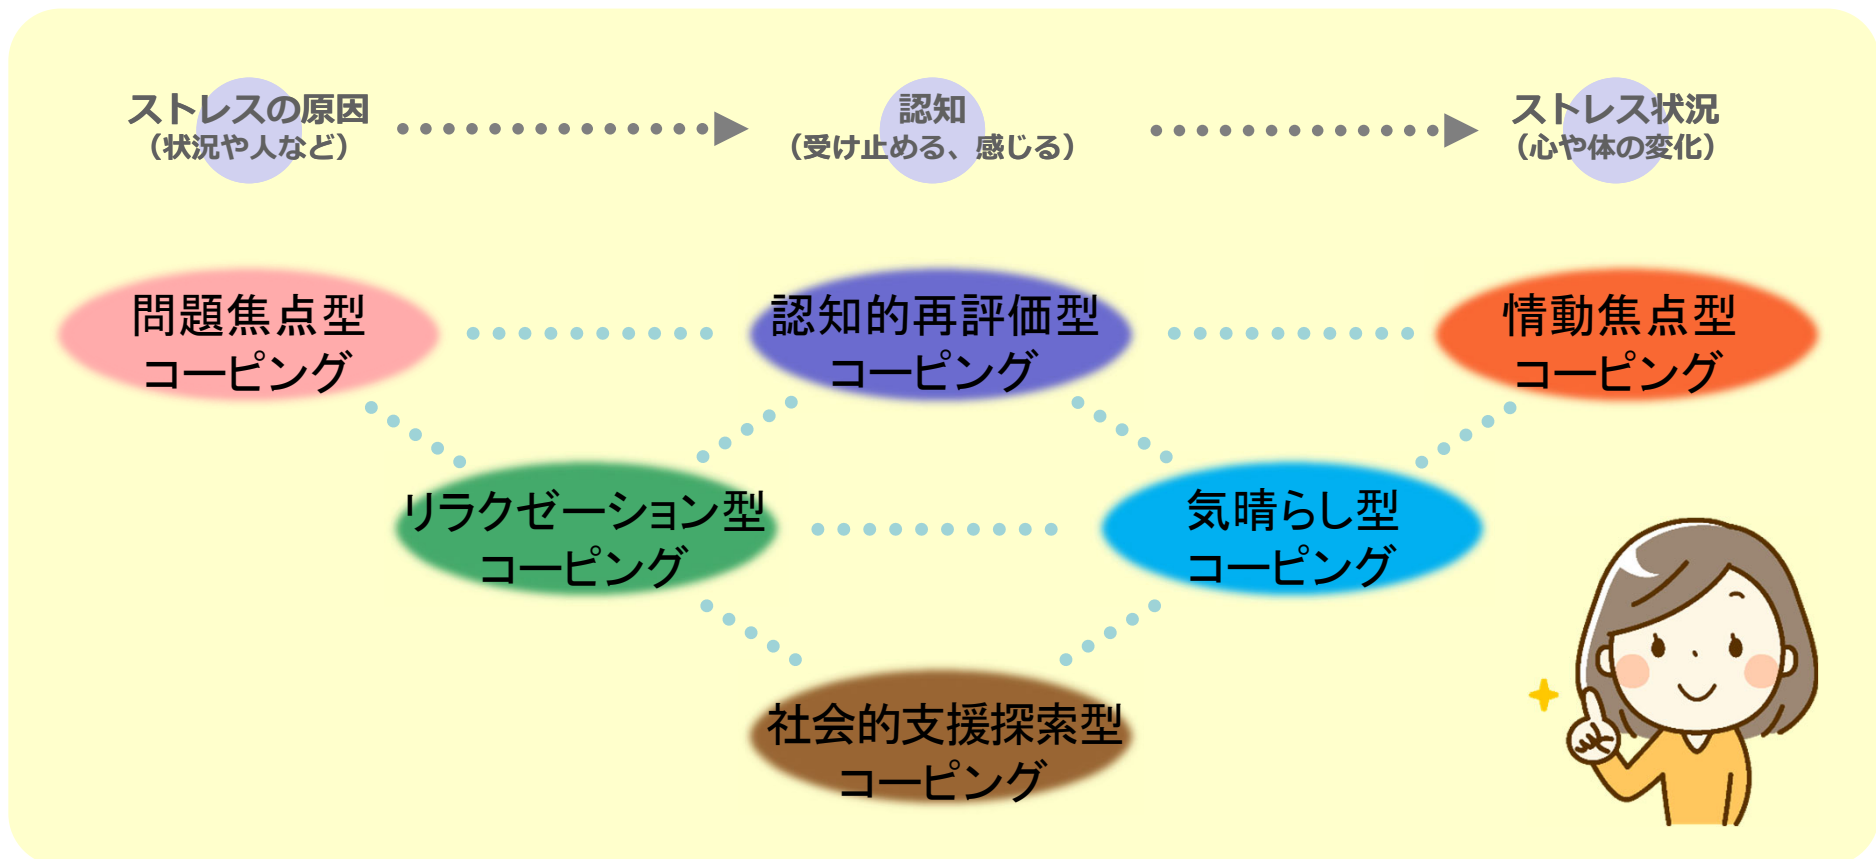 ストレスの原因
（状況や人など）
認知
（受け止める、感じる）
ストレス状況
（心や体の変化）
問題焦点型
コーピング
認知的再評価型
コーピング
情動焦点型
コーピング
リラクゼーション型
コーピング
気晴らし型
コーピング
社会的支援探索型
コーピング